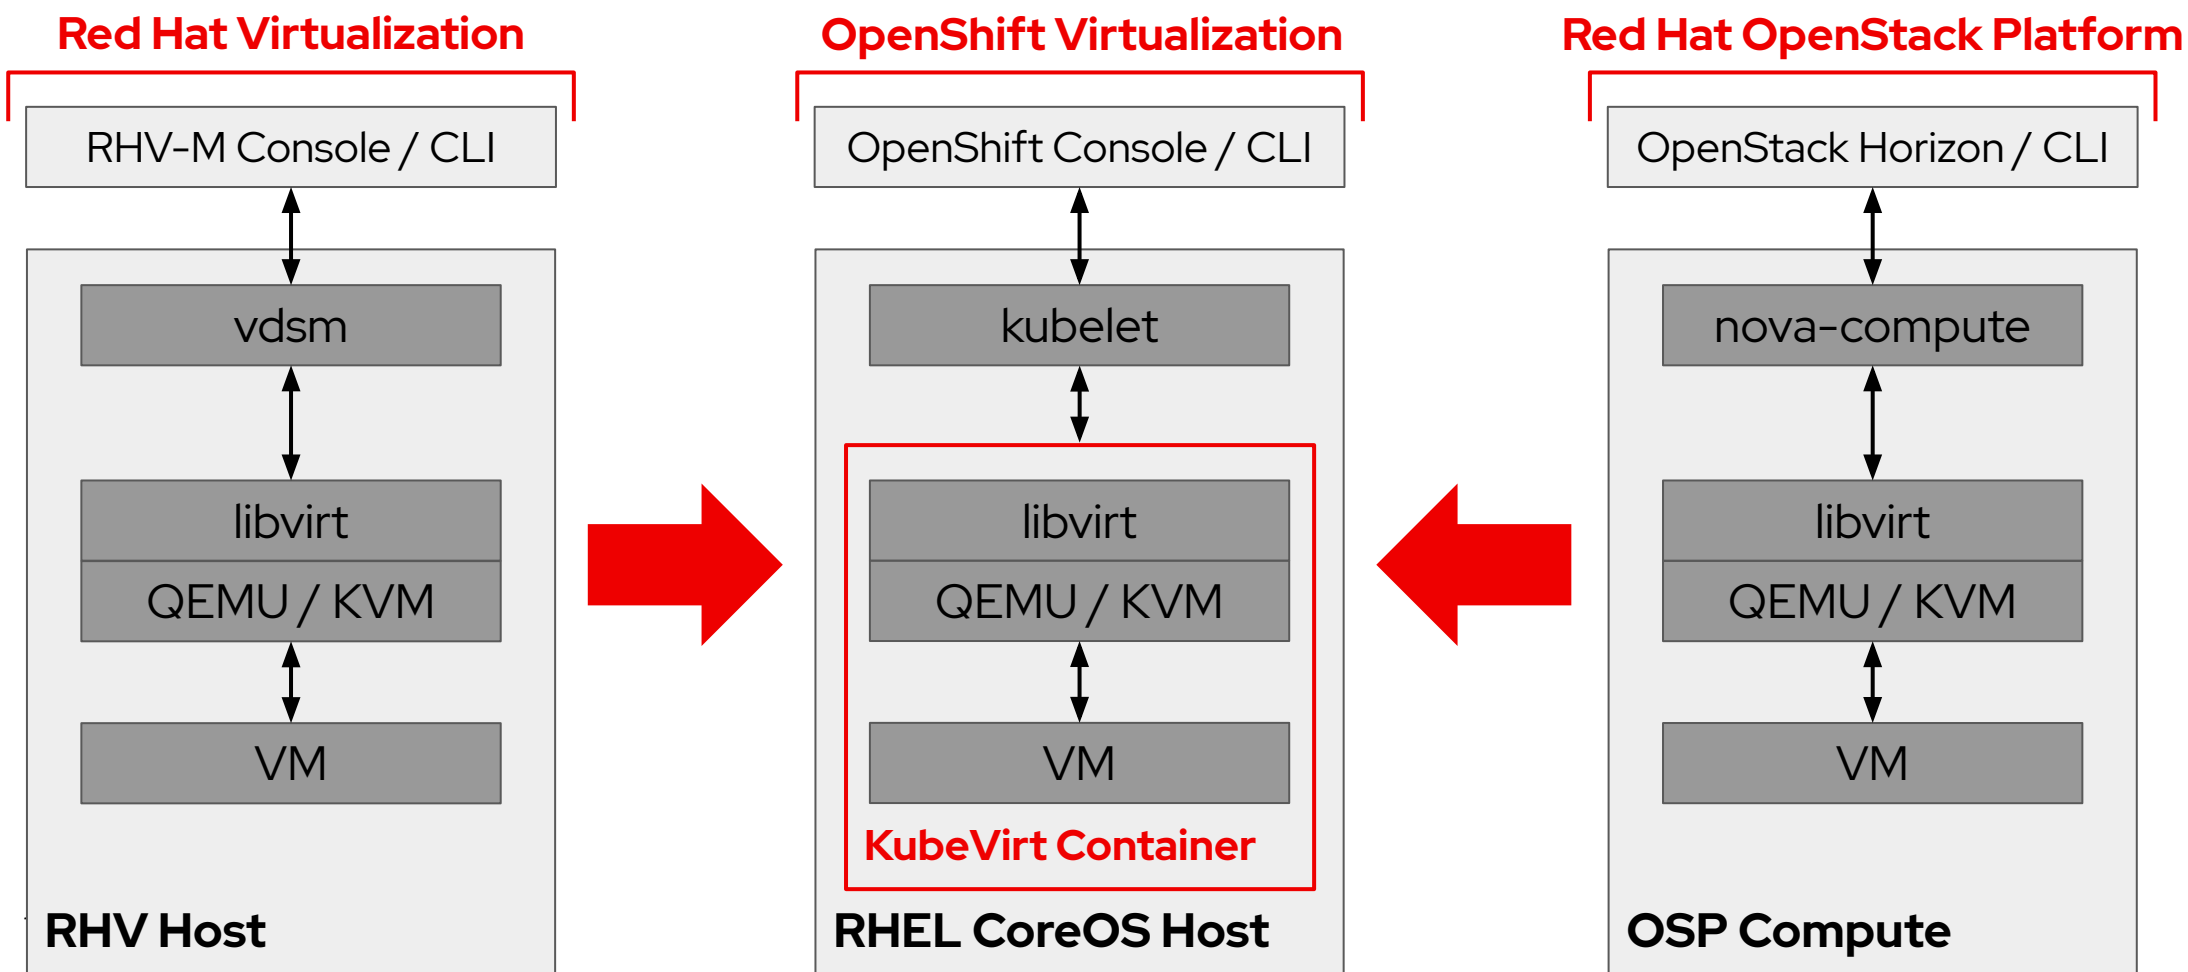 Red Hat Virtualization
RHV-M Console / CLI
vdsm
libvirt
QEMU / KVM
VM
RHV Host
OpenShift Virtualization
OpenShift Console / CLI
kubelet
libvirt
QEMU / KVM
VM
KubeVirt Container
RHEL CoreOS Host
Red Hat OpenStack Platform
OpenStack Horizon / CLI
nova-compute
libvirt
QEMU / KVM
VM
OSP Compute